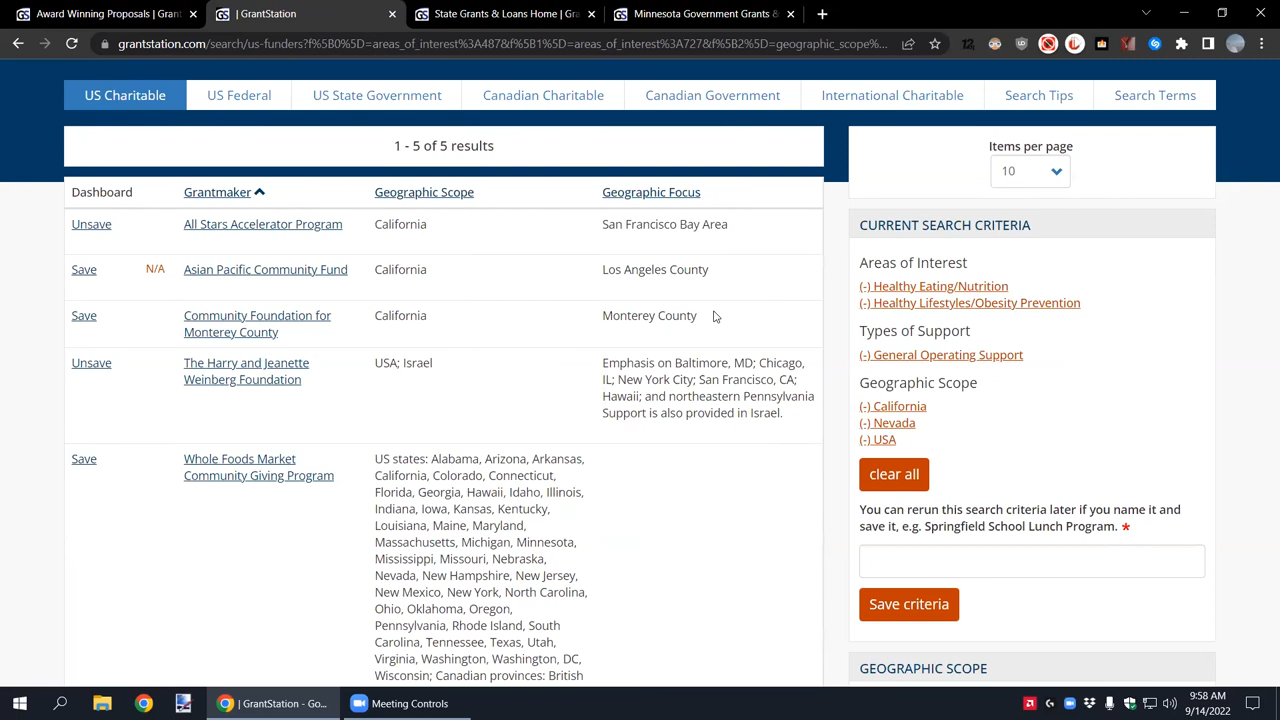 Award Winning Proposals | Grant
| GrantStation
State Grants & Loans Home | Gra
Minnesota Government Grants &
grantstation.com/search/us-funders?f%5B0%5D=areas_of_interest%3A487&f%5B1%5D=areas_of_interest%3A727&f%5B2%5D=geographic_scope%...
US Charitable
US Federal
US State Government
Canadian Charitable
Canadian Government
International Charitable
Search Tips
Search Terms
1 - 5 of 5 results
Items per page
10
Dashboard
Grantmaker
Geographic Scope
Geographic Focus
Unsave
All Stars Accelerator Program
California
San Francisco Bay Area
Save
N/A
Asian Pacific Community Fund
California
Los Angeles County
Save
Community Foundation for
Monterey County
California
Monterey County
Unsave
The Harry and Jeanette
Weinberg Foundation
USA; Israel
Emphasis on Baltimore, MD; Chicago,
IL; New York City; San Francisco, CA;
Hawaii; and northeastern Pennsylvania
Support is also provided in Israel.
Save
Whole Foods Market
Community Giving Program
US states: Alabama, Arizona, Arkansas,
California, Colorado, Connecticut,
Florida, Georgia, Hawaii, Idaho, Illinois,
Indiana, Iowa, Kansas, Kentucky,
Louisiana, Maine, Maryland,
Massachusetts, Michigan, Minnesota,
Mississippi, Missouri, Nebraska,
Nevada, New Hampshire, New Jersey,
New Mexico, New York, North Carolina,
Ohio, Oklahoma, Oregon,
Pennsylvania, Rhode Island, South
Carolina, Tennessee, Texas, Utah,
Virginia, Washington, Washington, DC,
Wisconsin; Canadian provinces: British
CURRENT SEARCH CRITERIA
Areas of Interest
(-) Healthy Eating/Nutrition
(-) Healthy Lifestyles/Obesity Prevention
Types of Support
(-) General Operating Support
Geographic Scope
(-) California
(-) Nevada
(-) USA
clear all
You can rerun this search criteria later if you name it and
save it, e.g. Springfield School Lunch Program. *
Save criteria
GEOGRAPHIC SCOPE
| GrantStation - Go...
Meeting Controls
9:58 AM
9/14/2022